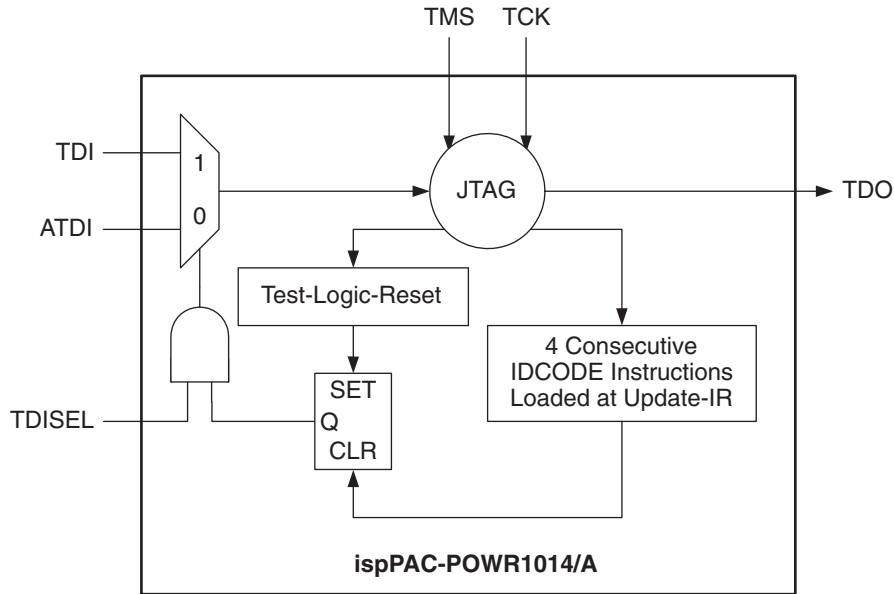 TMS
TCK
TDI
1
JTAG
TDO
0
ATDI
Test-Logic-Reset
4 Consecutive
IDCODE Instructions
Loaded at Update-IR
SET
TDISEL
Q
CLR
ispPAC-POWR1014/A